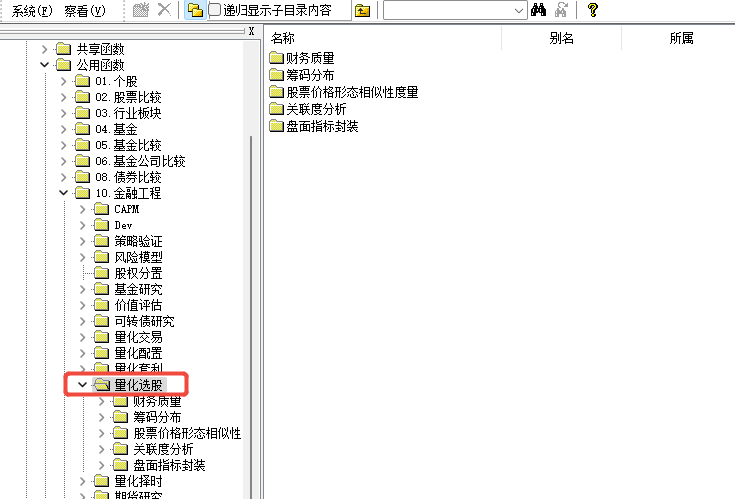 系统(F) 察看(V) 递归显示子目录内容
X
共享函数
公用函数
01.个股
02.股票比较
03.行业板块
04.基金
05.基金比较
06.基金公司比较
08.债券比较
10.金融工程
CAPM
Dev
策略验证
风险模型
股权分置
基金研究
价值评估
可转债研究
量化交易
量化配置
量化套利
量化选股
财务质量
筹码分布
股票价格形态相似性
关联度分析
盘面指标封装
量化择时
期货研究
名称 别名 所属
财务质量
筹码分布
股票价格形态相似性度量
关联度分析
盘面指标封装